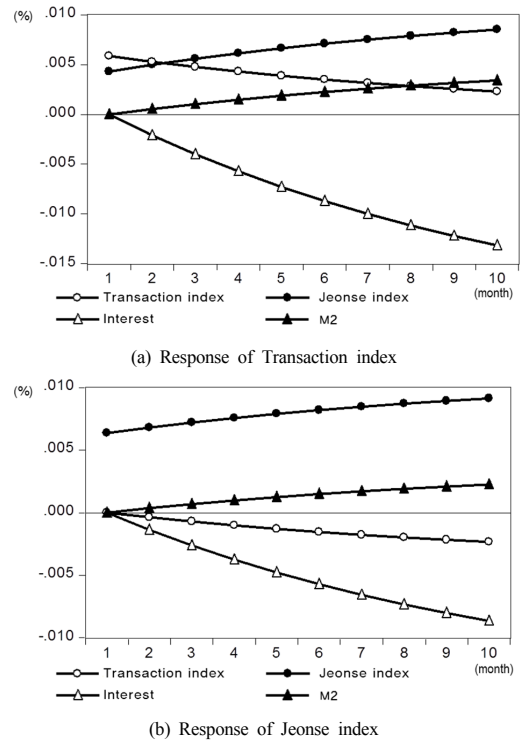 (%)
.010
.005
.000
-.005
-.010
-.015
1 2 3 4 5 6 7 8 9 10
(month)
Transaction index Jeonse index
Interest M2
(a) Response of Transaction index
(%)
.010
.005
.000
-.005
-.010
1 2 3 4 5 6 7 8 9 10
(month)
Transaction index Jeonse index
Interest M2
(b) Response of Jeonse index